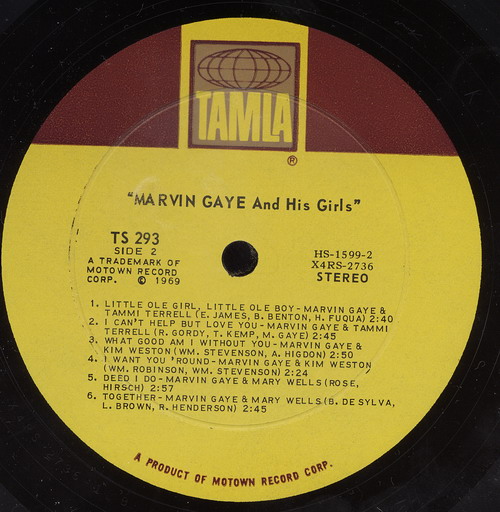 TAMLA
®
"MARVIN GAYE And His Girls"
TS 293
SIDE 2
A TRADEMARK OF
MOTOWN RECORD
CORP. © 1969
HS-1599-2
X4RS-2736
STEREO
1. LITTLE OLE GIRL, LITTLE OLE BOY-MARVIN GAYE &
TAMMI TERRELL (E. JAMES, B. BENTON, H. FUQUA) 2:40
2. I CAN'T HELP BUT LOVE YOU-MARVIN GAYE & TAMMI
TERRELL (R. GORDY, T. KEMP, M. GAYE) 2:45
3. WHAT GOOD AM I WITHOUT YOU-MARVIN GAYE &
KIM WESTON (WM. STEVENSON, A. HIGDON) 2:50
4. I WANT YOU 'ROUND-MARVIN GAYE & KIM WESTON
(WM. ROBINSON, WM. STEVENSON) 2:24
5. DEED I DO-MARVIN GAYE & MARY WELLS (ROSE,
HIRSCH) 2:57
6. TOGETHER-MARVIN GAYE & MARY WELLS (B. DE SYLVA,
L. BROWN, R. HENDERSON) 2:45
A PRODUCT OF MOTOWN RECORD CORP.